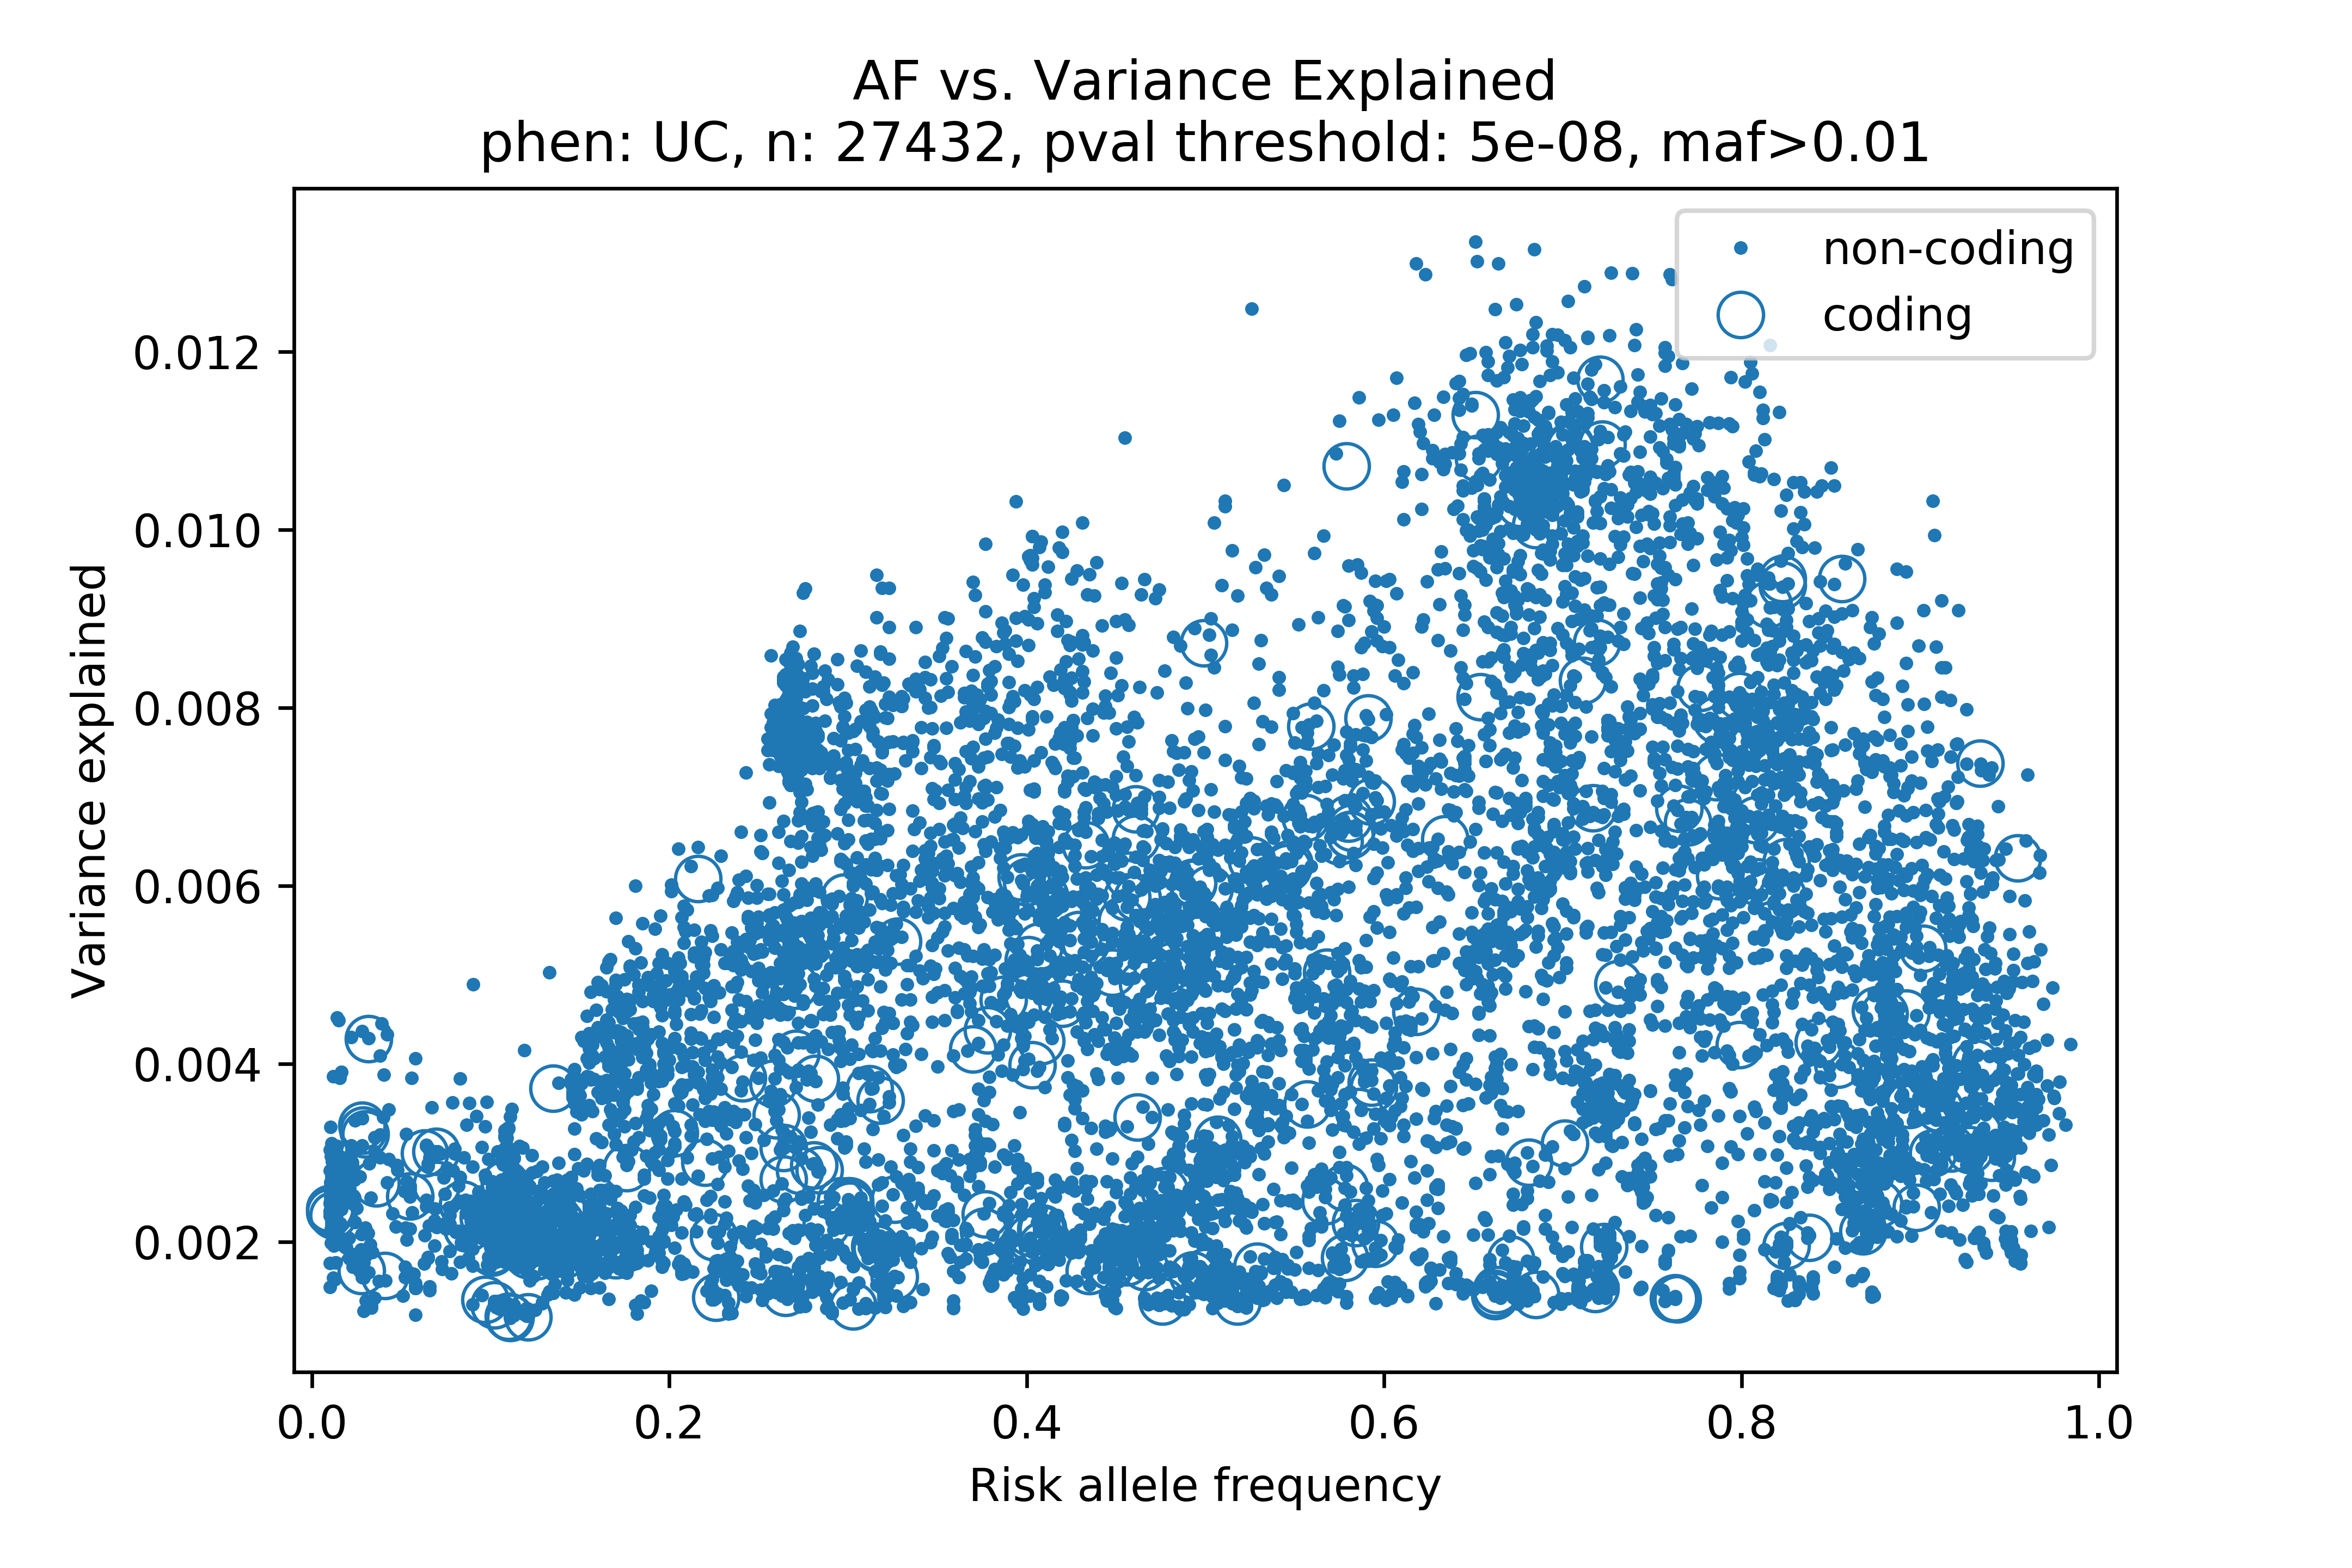 AF vs. Variance Explained
phen: UC, n: 27432, pval threshold: 5e-08, maf>0.01
non-coding
coding
0.012
0.010
0.008
0.006
0.004
0.002
Variance explained
0.0 0.2 0.4 0.6 0.8 1.0
Risk allele frequency